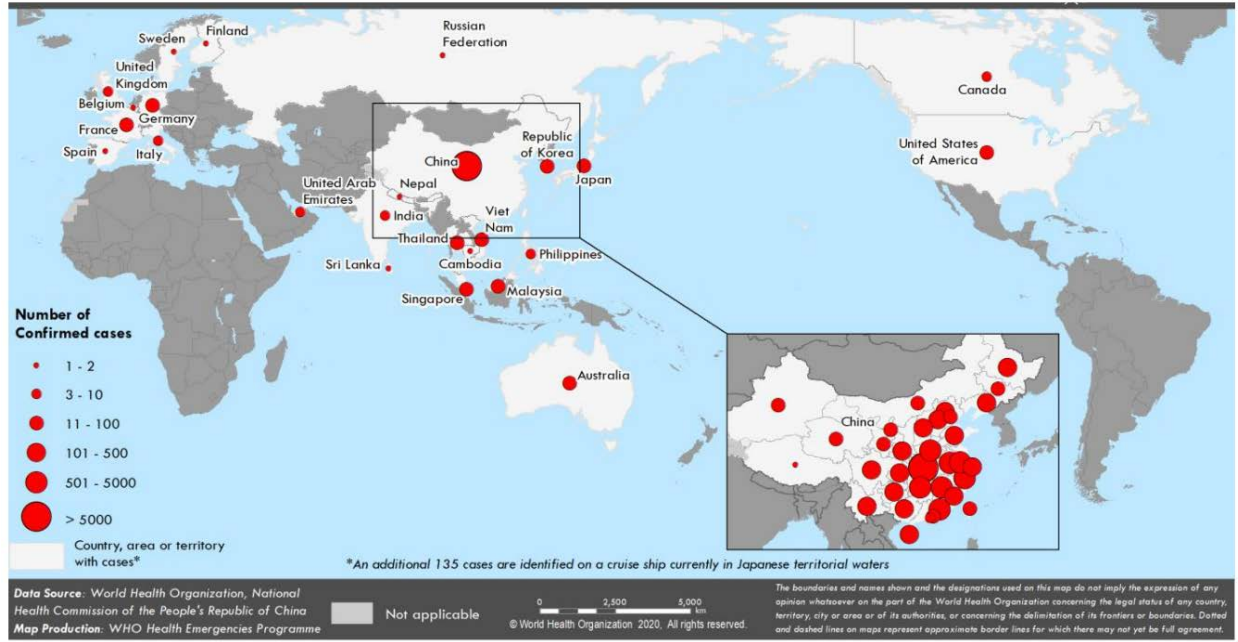 Finland
Sweden
Russian
Federation
United
Kingdom
Belgium
Germany
France
Spain
Italy
Canada
United States
of America
China
Republic
of Korea
Japan
United Arab
Emirates
Nepal
India
Viet
Nam
Thailand
Cambodia
Philippines
Sri Lanka
Singapore
Malaysia
Australia
Number of
Confirmed cases
1 - 2
3 - 10
11 - 100
101 - 500
501 - 5000
> 5000
Country, area or territory
with cases*
China
*An additional 135 cases are identified on a cruise ship currently in Japanese territorial waters
Data Source: World Health Organization, National
Health Commission of the People's Republic of China
Map Production: WHO Health Emergencies Programme
Not applicable
0 2,500 5,000
km
© World Health Organization 2020, All rights reserved.
The boundaries and names shown and the designations used on this map do not imply the expression of any
opinion whatsoever on the part of the World Health Organization concerning the legal status of any country,
territory, city or area or of its authorities, or concerning the delimitation of its frontiers or boundaries. Dotted
and dashed lines on maps represent approximate border lines for which there may not yet be full agreement.